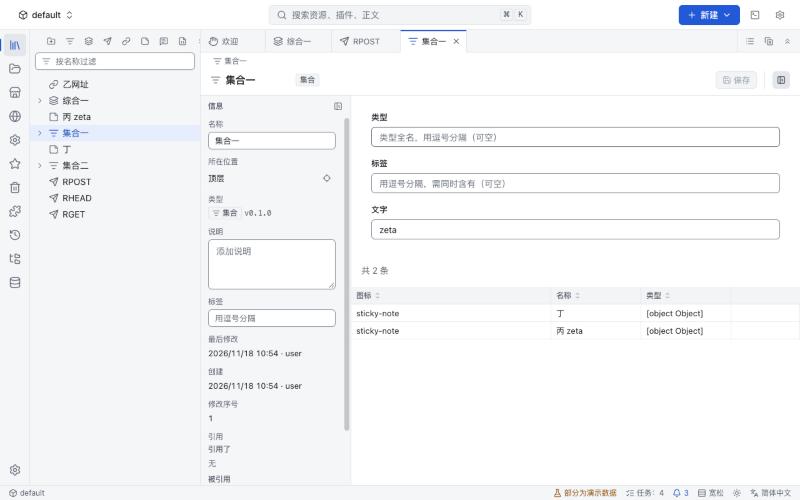 default
搜索资源、插件、正文
⌘ K
+ 新建
欢迎
综合一
RPOST
集合一
按名称过滤
乙网址
综合一
丙 zeta
集合一
丁
集合二
RPOST
RHEAD
RGET
集合一
集合一
集合
保存
信息
名称
集合一
所在位置
顶层
类型
集合 v0.1.0
说明
添加说明
标签
用逗号分隔
最后修改
2026/11/18 10:54 · user
创建
2026/11/18 10:54 · user
修改序号
1
引用
引用了
无
被引用
类型
类型全名，用逗号分隔（可空）
标签
用逗号分隔，需同时含有（可空）
文字
zeta
共 2 条
图标 名称 类型
sticky-note 丁 [object Object]
sticky-note 丙 zeta [object Object]
default
部分为演示数据
任务：4
3
宽松
简体中文